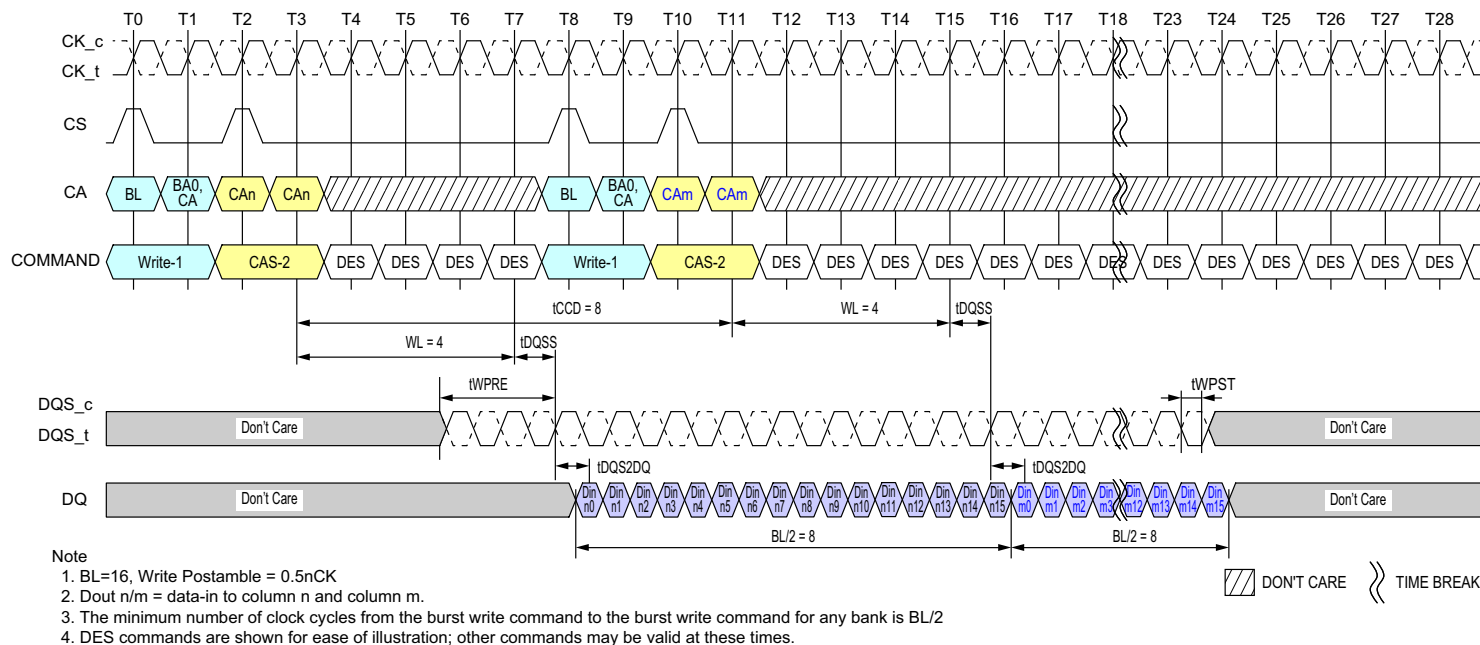 T0 T1 T2 T3 T4 T5 T6 T7 T8 T9 T10 T11 T12 T13 T14 T15 T16 T17 T18 T23 T24 T25 T26 T27 T28
CK_c
CK_t
CS
CA BL BA0, CA CAn CAn BL BA0, CA CAm CAm
COMMAND Write-1 CAS-2 DES DES DES DES Write-1 CAS-2 DES DES DES DES DES DES DES DES DES DES DES DES DES
tCCD = 8 WL = 4 tDQSS
WL = 4 tDQSS
tWPRE tWPST
DQS_c
DQS_t
Don't Care Don't Care
tDQS2DQ tDQS2DQ
DQ Don't Care Din n0 Din n1 Din n2 Din n3 Din n4 Din n5 Din n6 Din n7 Din n8 Din n9 Din n10 Din n11 Din n12 Din n13 Din n14 Din n15 Din m0 Din m1 Din m2 Din m3 Din m12 Din m13 Din m14 Din m15 Don't Care
BL/2 = 8 BL/2 = 8
Note
1. BL=16, Write Postamble = 0.5nCK
2. Dout n/m = data-in to column n and column m.
3. The minimum number of clock cycles from the burst write command to the burst write command for any bank is BL/2
4. DES commands are shown for ease of illustration; other commands may be valid at these times.
DON'T CARE TIME BREAK